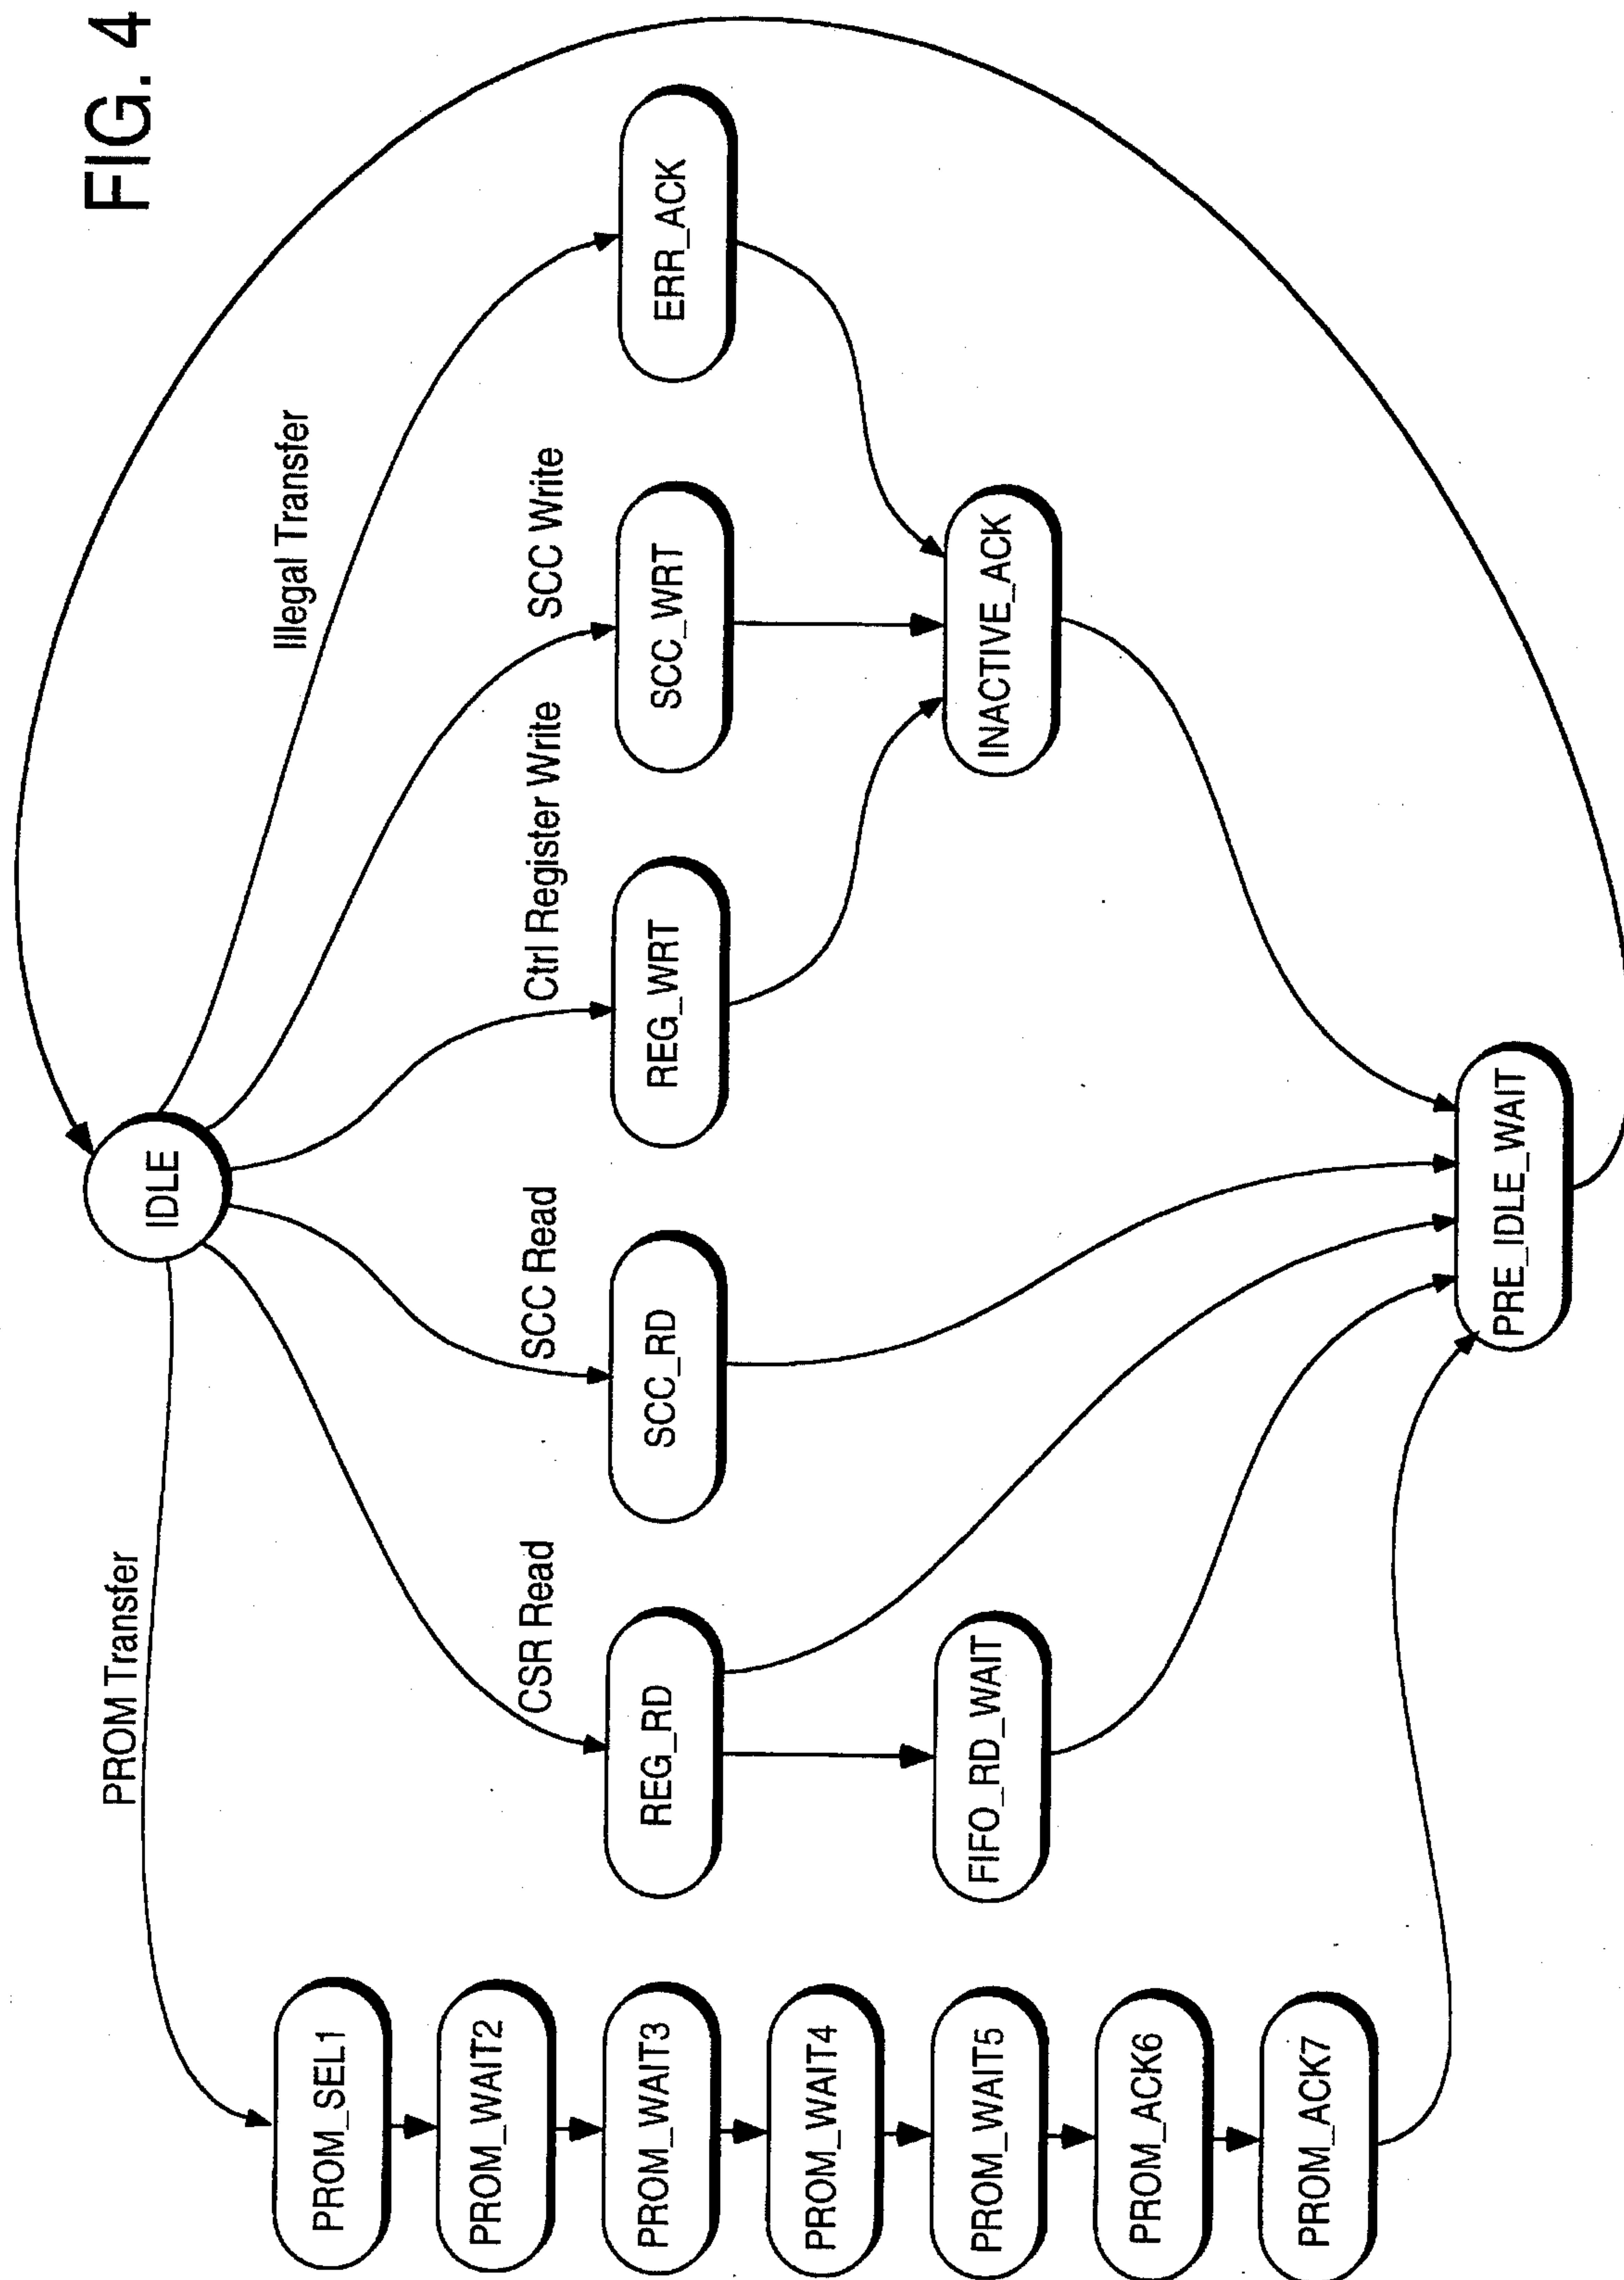 FIG. 4
IDLE
PROM Transfer
Illegal Transfer
CSR Read
SCC Read
Ctrl Register Write
SCC Write
PROM_SEL1
PROM_WAIT2
PROM_WAIT3
PROM_WAIT4
PROM_WAIT5
PROM_ACK6
PROM_ACK7
REG_RD
SCC_RD
REG_WRT
SCC_WRT
ERR_ACK
FIFO_RD_WAIT
INACTIVE_ACK
PRE_IDLE_WAIT